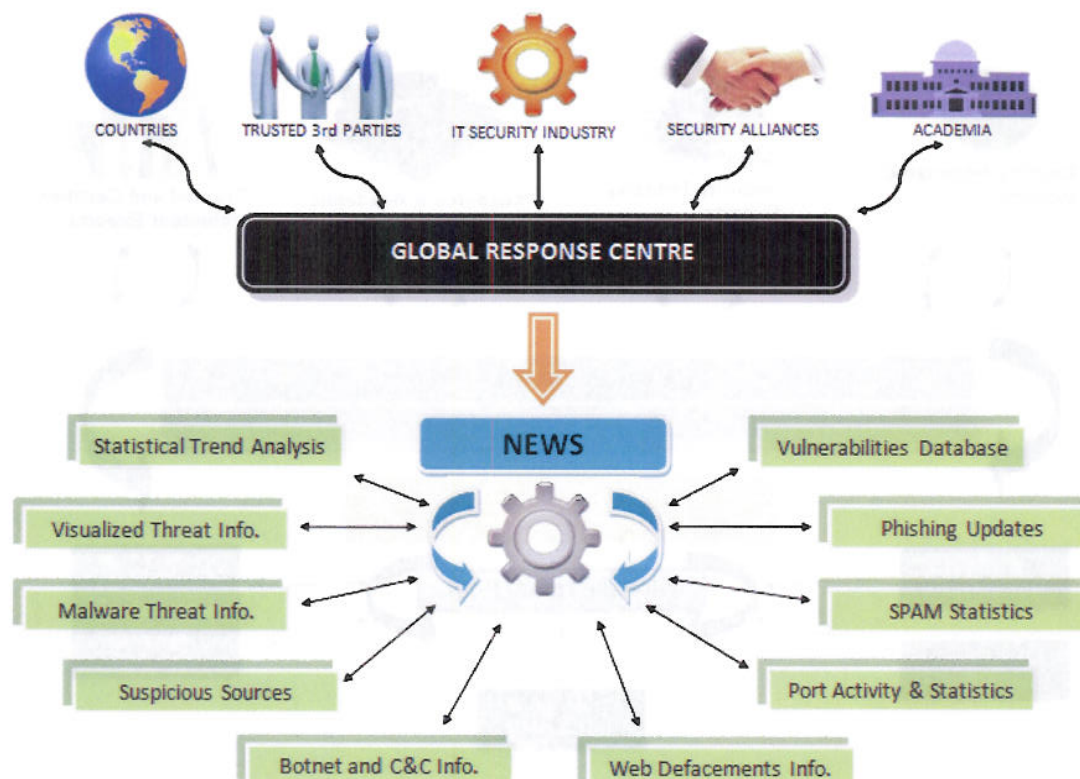 COUNTRIES
TRUSTED 3rd PARTIES
IT SECURITY INDUSTRY
SECURITY ALLIANCES
ACADEMIA
GLOBAL RESPONSE CENTRE
NEWS
Statistical Trend Analysis
Vulnerabilities Database
Visualized Threat Info.
Phishing Updates
Malware Threat Info.
SPAM Statistics
Suspicious Sources
Port Activity & Statistics
Botnet and C&C Info.
Web Defacements Info.